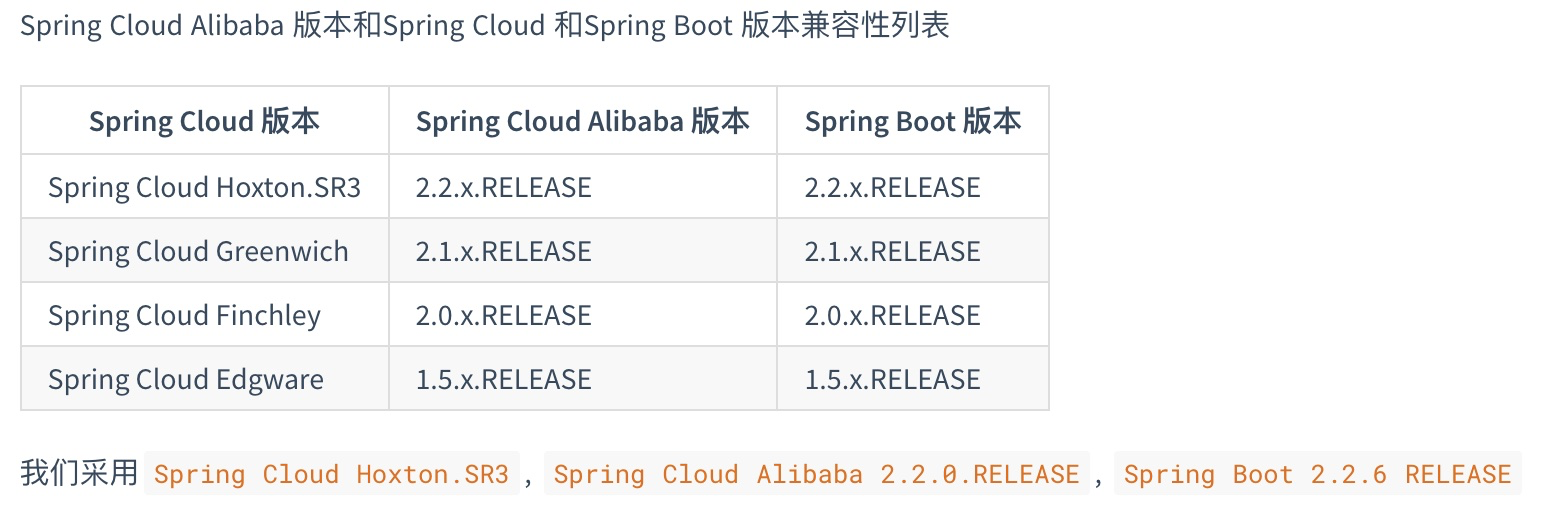 Spring Cloud Alibaba 版本和Spring Cloud 和Spring Boot 版本兼容性列表
Spring Cloud 版本 Spring Cloud Alibaba 版本 Spring Boot 版本
Spring Cloud Hoxton.SR3 2.2.x.RELEASE 2.2.x.RELEASE
Spring Cloud Greenwich 2.1.x.RELEASE 2.1.x.RELEASE
Spring Cloud Finchley 2.0.x.RELEASE 2.0.x.RELEASE
Spring Cloud Edgware 1.5.x.RELEASE 1.5.x.RELEASE
我们采用 Spring Cloud Hoxton.SR3 , Spring Cloud Alibaba 2.2.0.RELEASE , Spring Boot 2.2.6 RELEASE